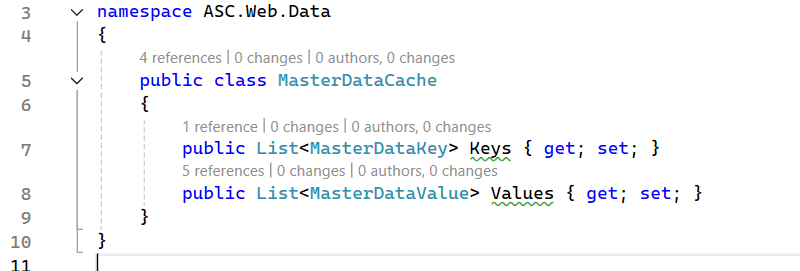 3 namespace ASC.Web.Data
4 {
4 references | 0 changes | 0 authors, 0 changes
5 public class MasterDataCache
6 {
1 reference | 0 changes | 0 authors, 0 changes
7 public List<MasterDataKey> Keys { get; set; }
5 references | 0 changes | 0 authors, 0 changes
8 public List<MasterDataValue> Values { get; set; }
9 }
10 }
11